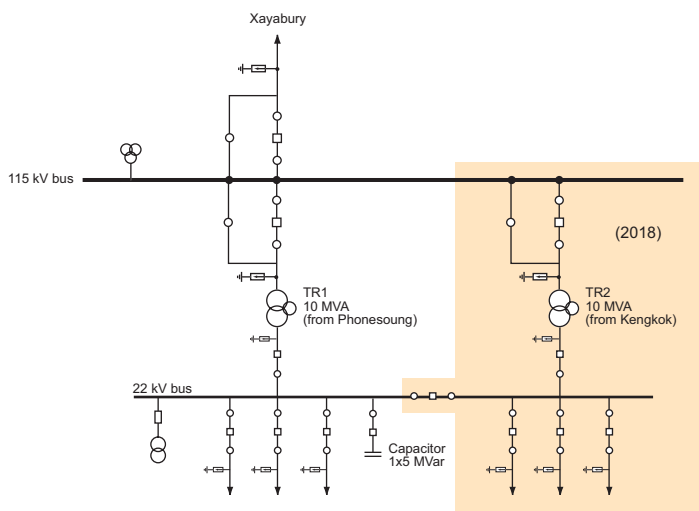 Xayabury
115 kV bus
(2018)
TR1
10 MVA
(from Phonesoung)
TR2
10 MVA
(from Kengkok)
22 kV bus
Capacitor
1x5 MVar